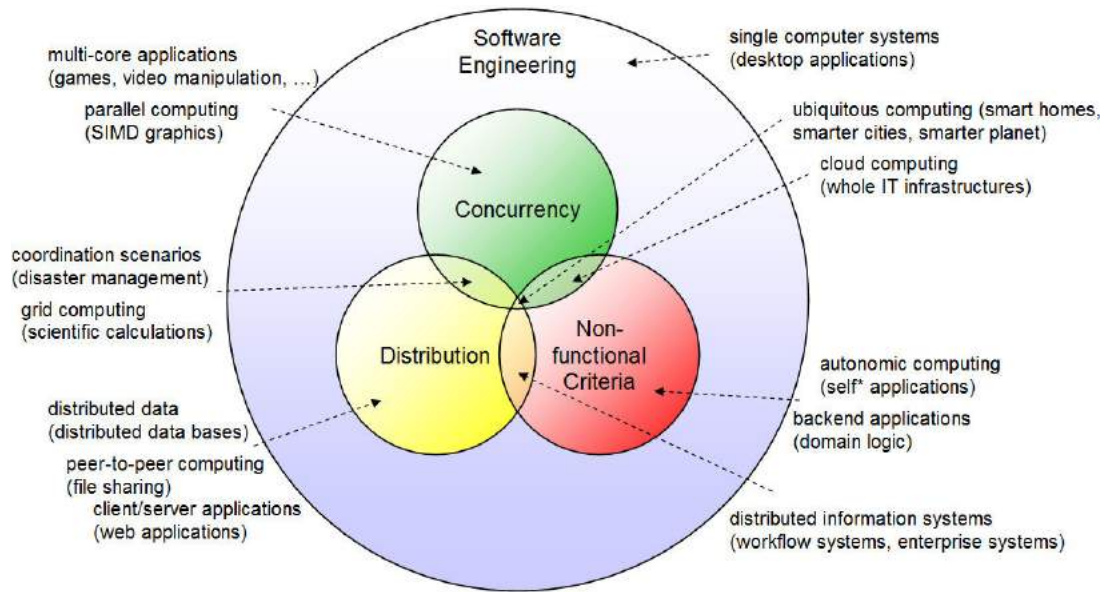 Software
Engineering
multi-core applications
(games, video manipulation, …)
parallel computing
(SIMD graphics)
single computer systems
(desktop applications)
ubiquitous computing (smart homes,
smarter cities, smarter planet)
cloud computing
(whole IT infrastructures)
Concurrency
coordination scenarios
(disaster management)
grid computing
(scientific calculations)
Distribution
Non-
functional
Criteria
autonomic computing
(self* applications)
backend applications
(domain logic)
distributed data
(distributed data bases)
peer-to-peer computing
(file sharing)
client/server applications
(web applications)
distributed information systems
(workflow systems, enterprise systems)